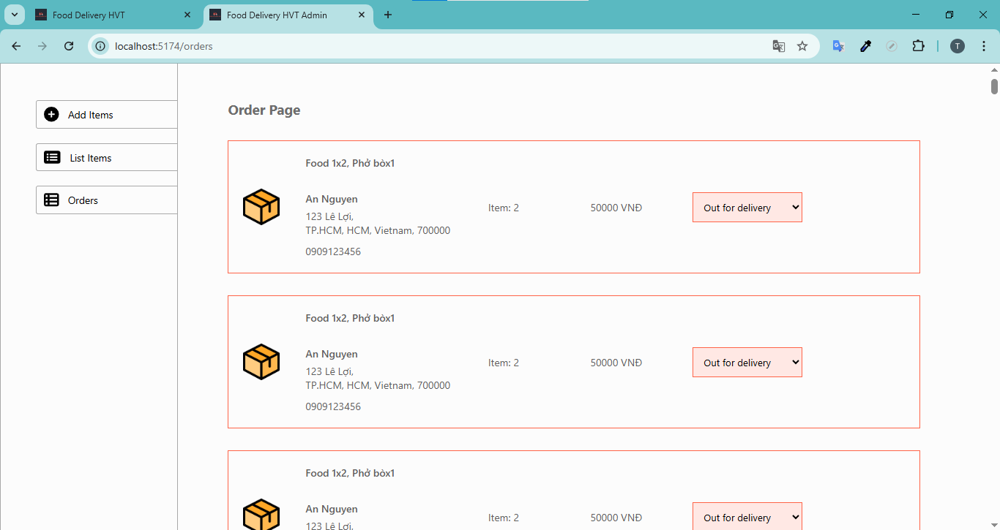 Food Delivery HVT
Food Delivery HVT Admin
localhost:5174/orders
T
Add Items
List Items
Orders
Order Page
Food 1x2, Phở bòx1
An Nguyen
123 Lê Lợi,
TP.HCM, HCM, Vietnam, 700000
0909123456
Item: 2
50000 VNĐ
Out for delivery
Food 1x2, Phở bòx1
An Nguyen
123 Lê Lợi,
TP.HCM, HCM, Vietnam, 700000
0909123456
Item: 2
50000 VNĐ
Out for delivery
Food 1x2, Phở bòx1
An Nguyen
123 Lê Lợi,
Item: 2
50000 VNĐ
Out for delivery